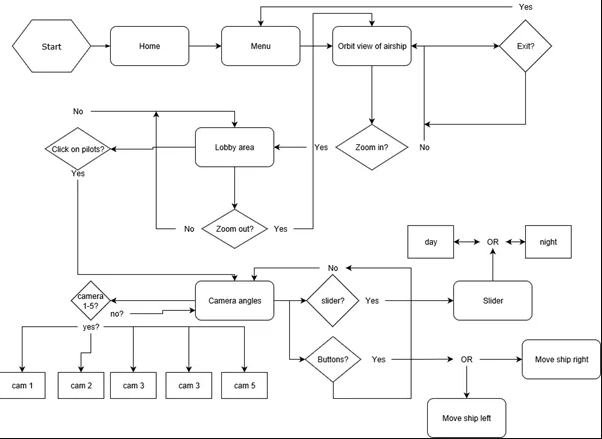 Yes
Start
Home
Menu
Orbit view of airship
Exit?
No
Click on pilots?
Lobby area
Yes
Zoom in?
No
Yes
No
Zoom out?
Yes
day
OR
night
No
camera
1-5?
no?
Camera angles
slider?
Yes
Slider
yes?
Buttons?
Yes
OR
Move ship right
cam 1
cam 2
cam 3
cam 3
cam 5
Move ship left